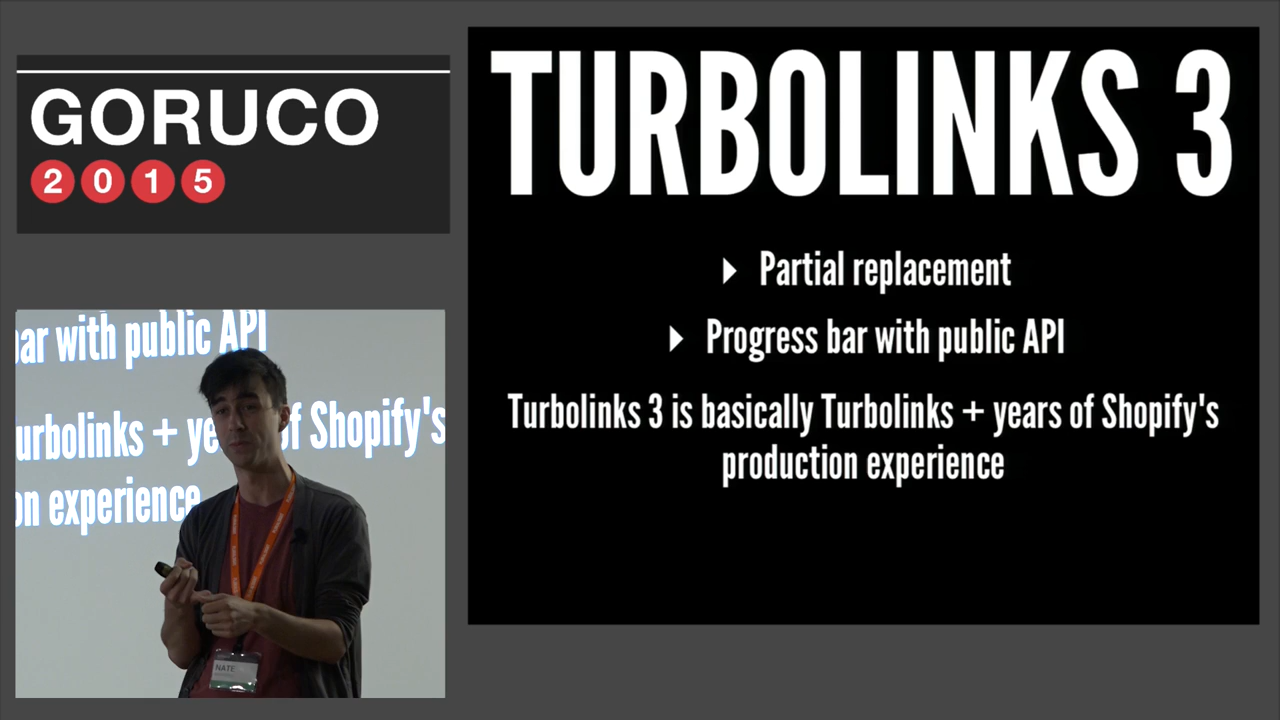 GORUCO
2015
TURBOLINKS 3
Partial replacement
Progress bar with public API
Turbolinks 3 is basically Turbolinks + years of Shopify's
production experience
bar with public API
urbolinks + ye of Shopify's
on experience
NATE